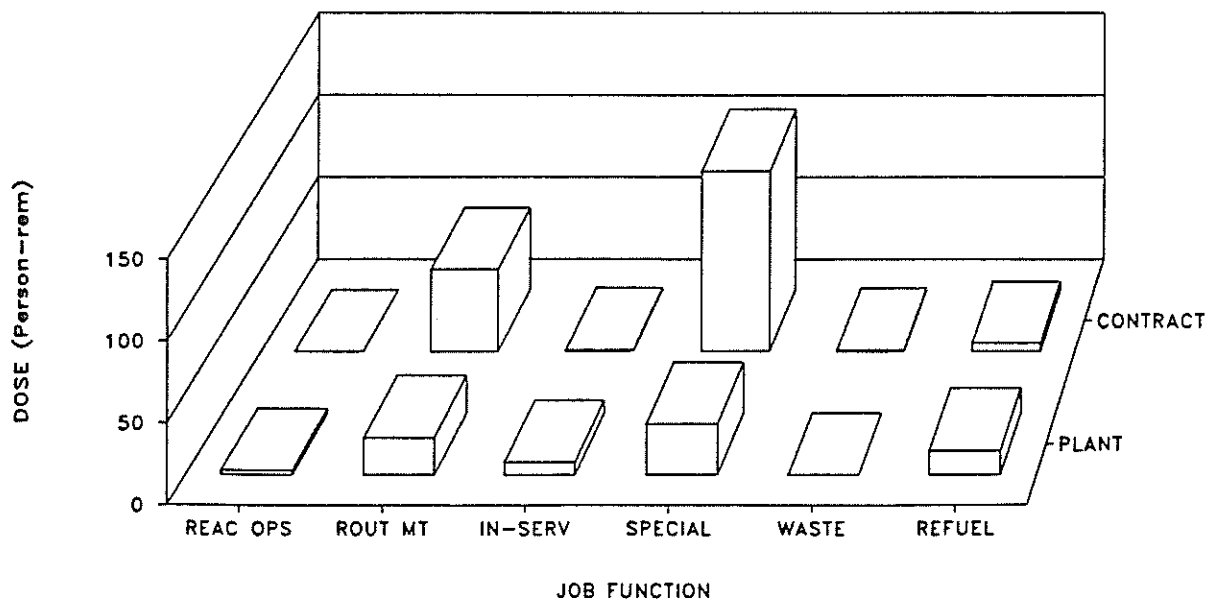 DOSE (Person-rem)
150
100
50
0
CONTRACT
PLANT
REAC OPS ROUT MT IN-SERV SPECIAL WASTE REFUEL
JOB FUNCTION